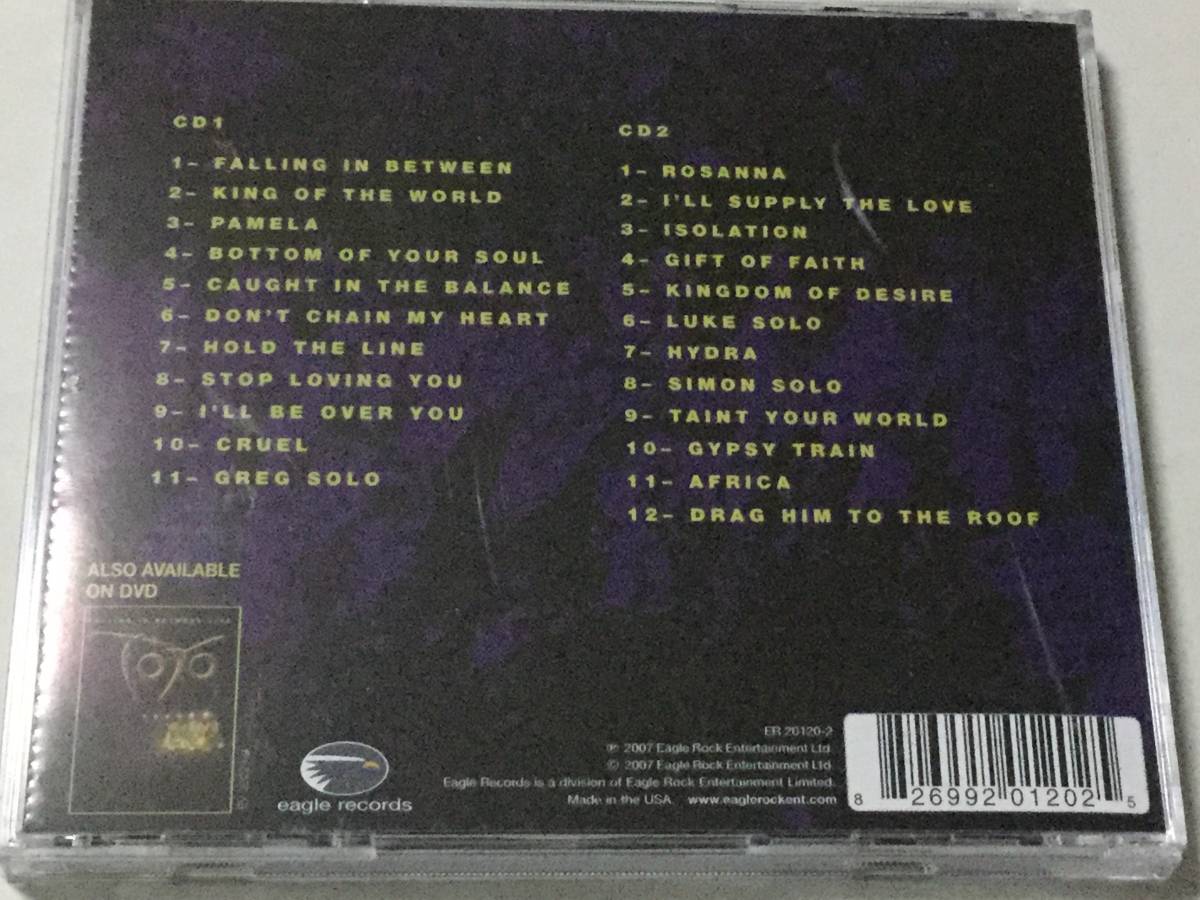 CD1
1- FALLING IN BETWEEN
2- KING OF THE WORLD
3- PAMELA
4- BOTTOM OF YOUR SOUL
5- CAUGHT IN THE BALANCE
6- DON'T CHAIN MY HEART
7- HOLD THE LINE
8- STOP LOVING YOU
9- I'LL BE OVER YOU
10- CRUEL
11- GREG SOLO
CD2
1- ROSANNA
2- I'LL SUPPLY THE LOVE
3- ISOLATION
4- GIFT OF FAITH
5- KINGDOM OF DESIRE
6- LUKE SOLO
7- HYDRA
8- SIMON SOLO
9- TAINT YOUR WORLD
10- GYPSY TRAIN
11- AFRICA
12- DRAG HIM TO THE ROOF
ALSO AVAILABLE
ON DVD
FALLING IN BETWEEN LIVE
eagle records
ER 20120-2
℗ 2007 Eagle Rock Entertainment Ltd
© 2007 Eagle Rock Entertainment Ltd.
Eagle Records is a division of Eagle Rock Entertainment Limited.
Made in the USA. www.eaglerockent.com
8 26992 01202 5